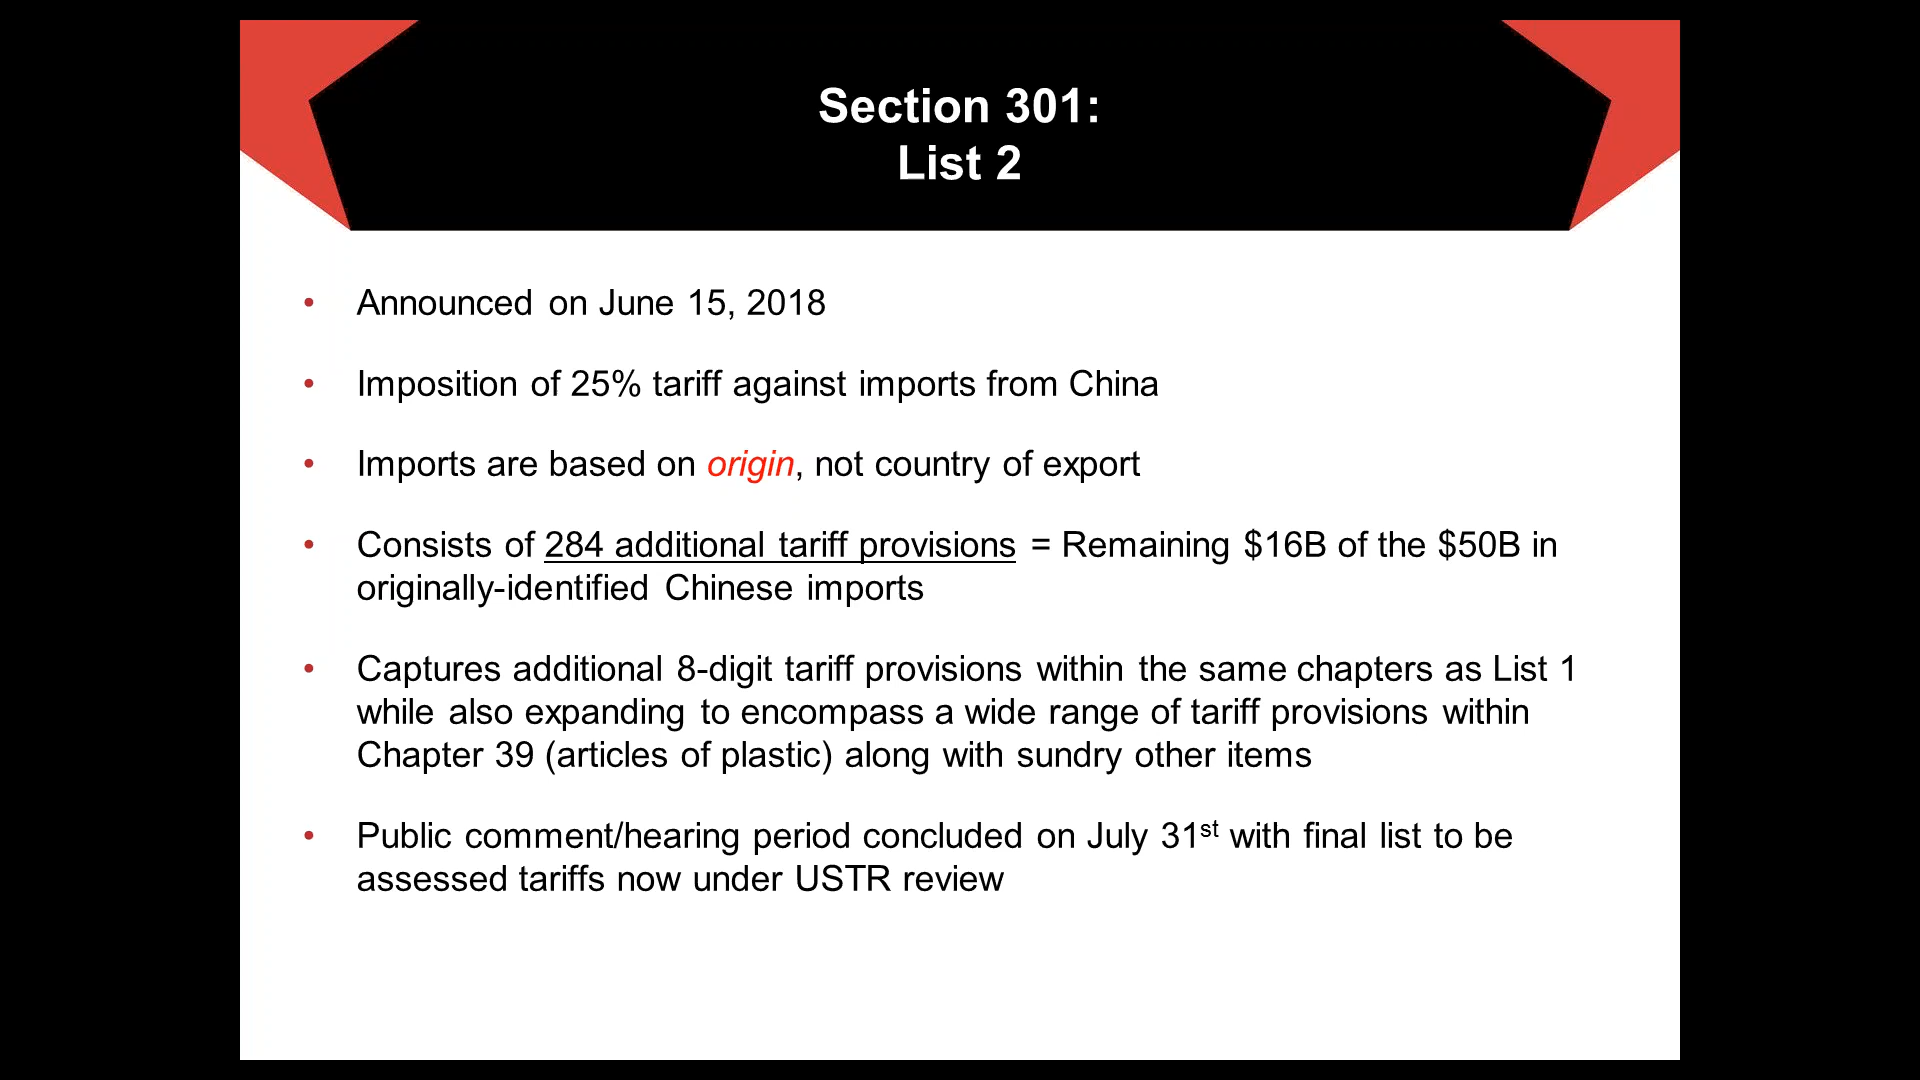 Section 301:
List 2
• Announced on June 15, 2018
• Imposition of 25% tariff against imports from China
• Imports are based on origin, not country of export
• Consists of 284 additional tariff provisions = Remaining $16B of the $50B in
originally-identified Chinese imports
• Captures additional 8-digit tariff provisions within the same chapters as List 1
while also expanding to encompass a wide range of tariff provisions within
Chapter 39 (articles of plastic) along with sundry other items
• Public comment/hearing period concluded on July 31st with final list to be
assessed tariffs now under USTR review